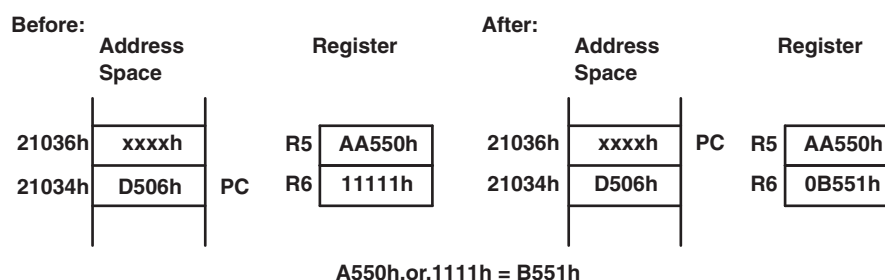 Before:
Address Space
Register
21036h xxxxh
21034h D506h PC
R5 AA550h
R6 11111h
After:
Address Space
Register
21036h xxxxh PC
21034h D506h
R5 AA550h
R6 0B551h
A550h.or.1111h = B551h